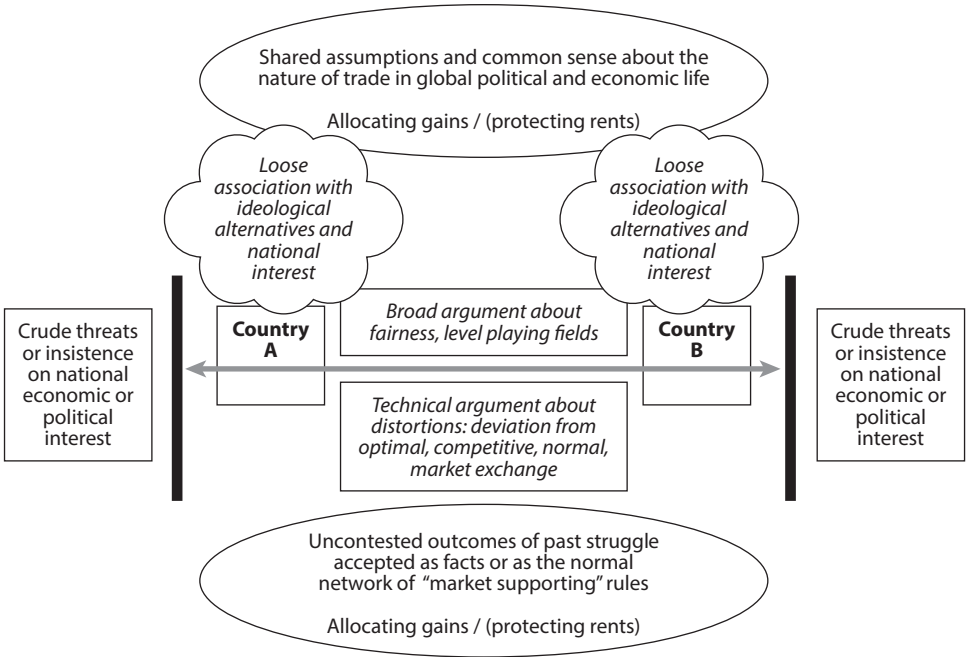 Shared assumptions and common sense about the
nature of trade in global political and economic life
Allocating gains / (protecting rents)
Loose
association with
ideological
alternatives and
national
interest
Loose
association with
ideological
alternatives and
national
interest
Crude threats
or insistence
on national
economic or
political
interest
Country
A
Broad argument about
fairness, level playing fields
Country
B
Crude threats
or insistence
on national
economic or
political
interest
Technical argument about
distortions: deviation from
optimal, competitive, normal,
market exchange
Uncontested outcomes of past struggle
accepted as facts or as the normal
network of “market supporting” rules
Allocating gains / (protecting rents)